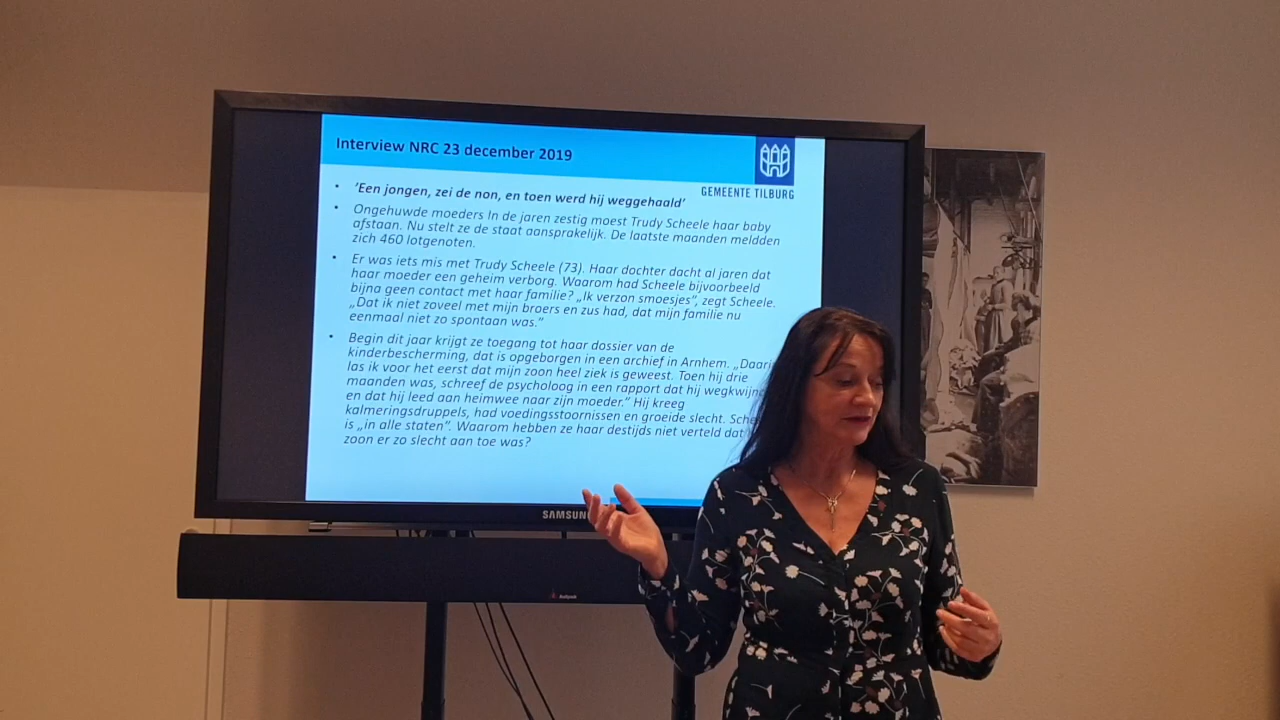 Interview NRC 23 december 2019
GEMEENTE TILBURG
• ‘Een jongen, zei de non, en toen werd hij weggehaald’
• Ongehuwde moeders In de jaren zestig moest Trudy Scheele haar baby
afstaan. Nu stelt ze de staat aansprakelijk. De laatste maanden meldden
zich 460 lotgenoten.
• Er was iets mis met Trudy Scheele (73). Haar dochter dacht al jaren dat
haar moeder een geheim verborg. Waarom had Scheele bijvoorbeeld
bijna geen contact met haar familie? „Ik verzon smoesjes”, zegt Scheele.
„Dat ik niet zoveel met mijn broers en zus had, dat mijn familie nu
eenmaal niet zo spontaan was.”
• Begin dit jaar krijgt ze toegang tot haar dossier van de
kinderbescherming, dat is opgeborgen in een archief in Arnhem.
las ik voor het eerst dat mijn zoon heel ziek is geweest. Toen hij drie
maanden was, schreef de psycholoog in een rapport dat hij
en dat hij leed aan heimwee naar zijn moeder.” Hij kreeg
kalmeringsdruppels, had voedingsstoornissen en groeide slecht.
is „in alle staten”. Waarom hebben ze haar destijds niet verteld dat
zoon er zo slecht aan toe was?